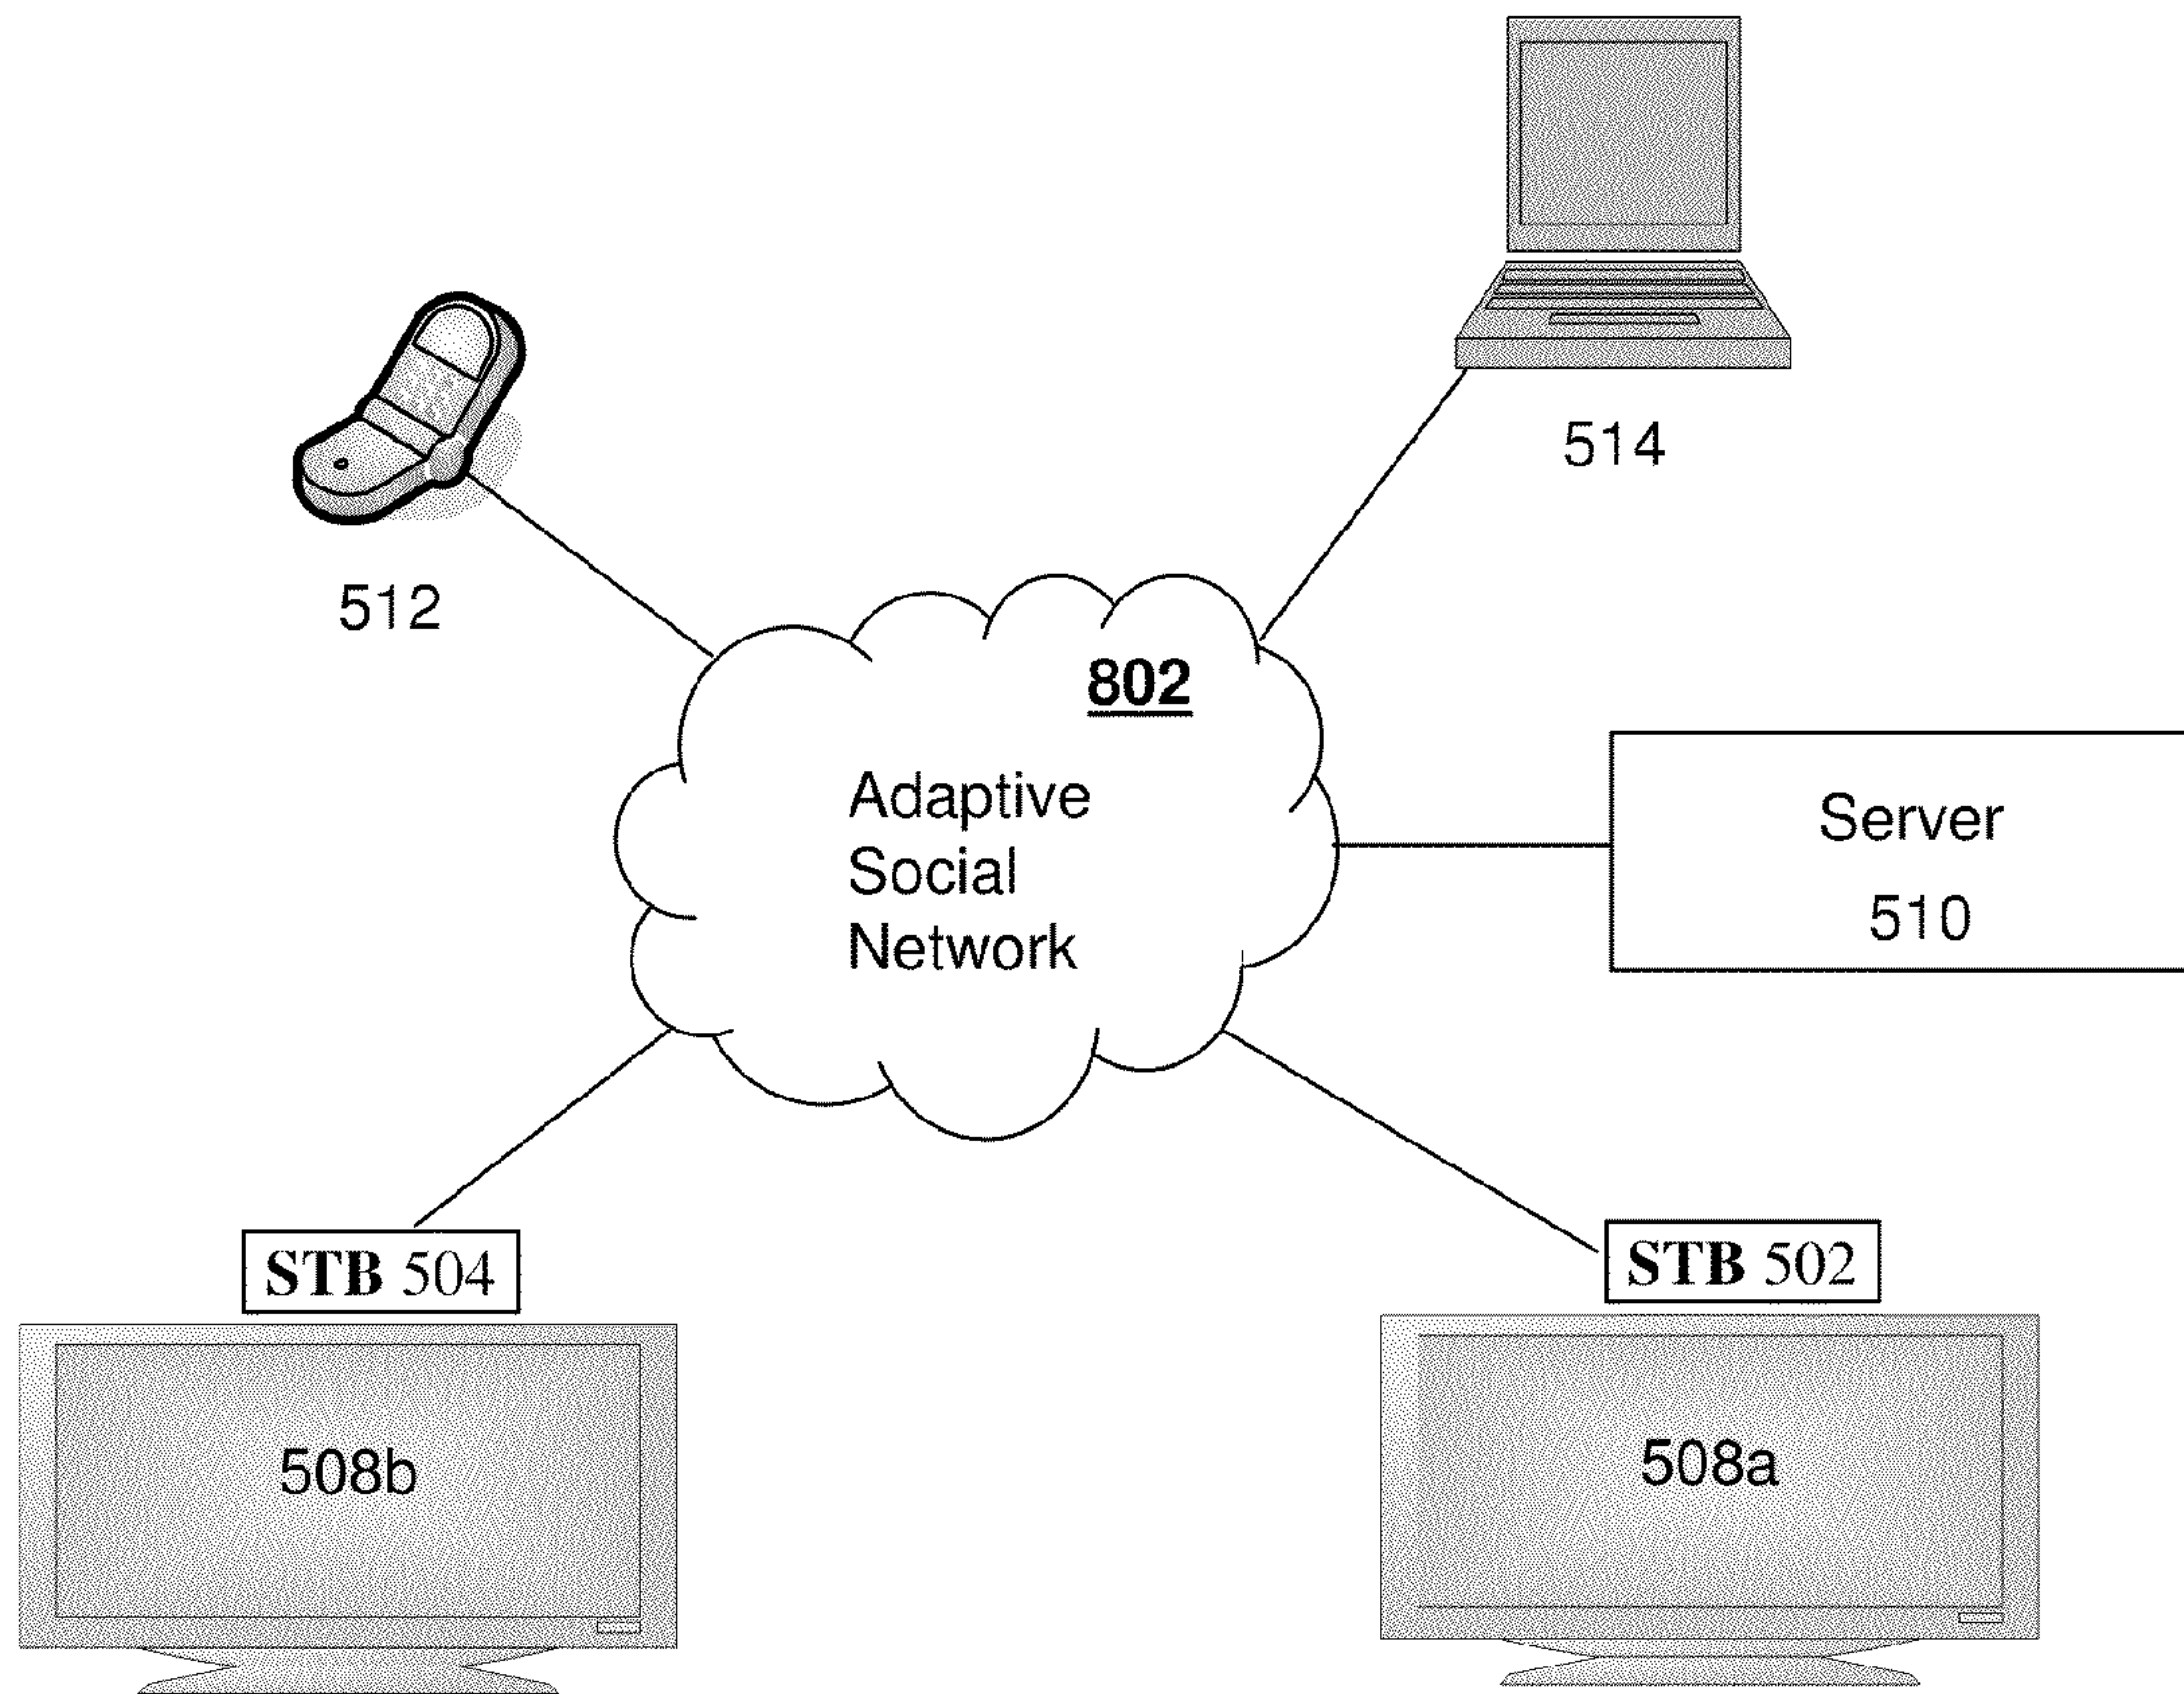 514
512
802
Adaptive
Social
Network
Server
510
STB 504
STB 502
508b
508a